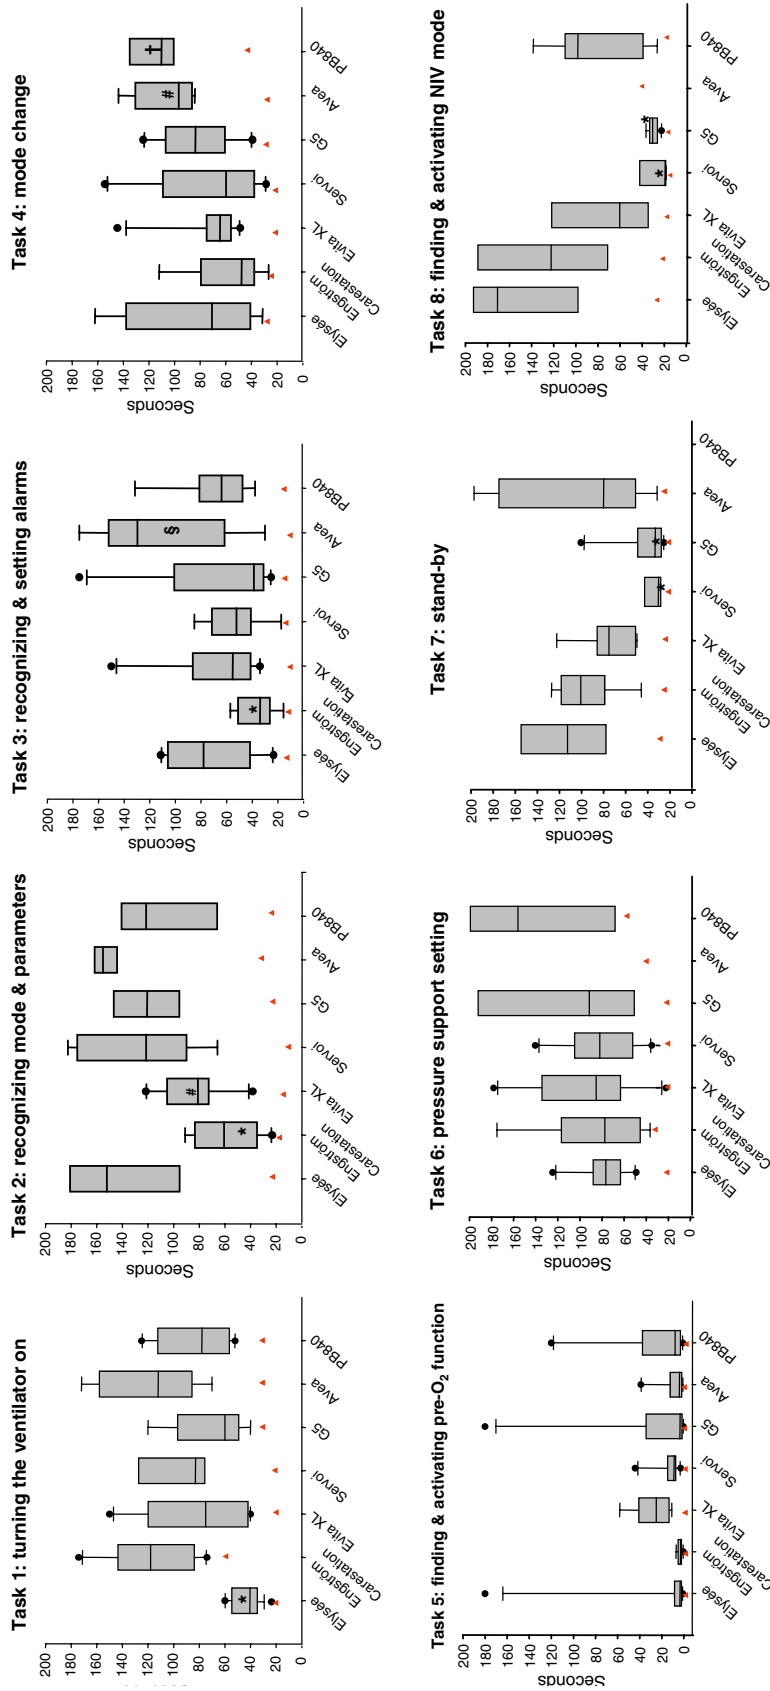 Task 1: turning the ventilator on
200
180
160
140
120
100
80
60
40
20
0
*
Elysée
Engström
Carestation
Evita XL
Servoi
G5
Avea
PB840
Task 2: recognizing mode & parameters
Seconds
200
180
160
140
120
100
80
60
40
20
0
*
#
Elysée
Engström
Carestation
Evita XL
Servoi
G5
Avea
PB840
Task 3: recognizing & setting alarms
Seconds
200
180
160
140
120
100
80
60
40
20
0
*
§
Elysée
Engström
Carestation
Evita XL
Servoi
G5
Avea
PB840
Task 4: mode change
Seconds
200
180
160
140
120
100
80
60
40
20
0
#
†
Elysée
Engström
Carestation
Evita XL
Servoi
G5
Avea
PB840
Task 5: finding & activating pre-O₂ function
Seconds
200
180
160
140
120
100
80
60
40
20
0
Elysée
Engström
Carestation
Evita XL
Servoi
G5
Avea
PB840
Task 6: pressure support setting
Seconds
200
180
160
140
120
100
80
60
40
20
0
Elysée
Engström
Carestation
Evita XL
Servoi
G5
Avea
PB840
Task 7: stand-by
Seconds
200
180
160
140
120
100
80
60
40
20
0
*
*
Elysée
Engström
Carestation
Evita XL
Servoi
G5
Avea
PB840
Task 8: finding & activating NIV mode
Seconds
200
180
160
140
120
100
80
60
40
20
0
*
*
Elysée
Engström
Carestation
Evita XL
Servoi
G5
Avea
PB840